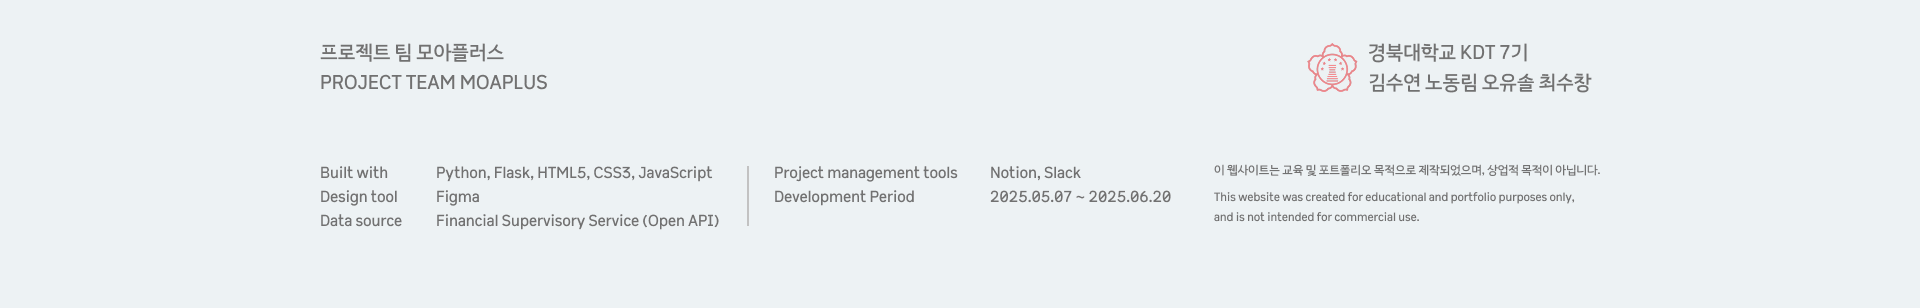 프로젝트 팀 모아플러스
PROJECT TEAM MOAPLUS
경북대학교 KDT 7기
김수연 노동림 오유솔 최수창
Built with Python, Flask, HTML5, CSS3, JavaScript
Design tool Figma
Data source Financial Supervisory Service (Open API)
Project management tools Notion, Slack
Development Period 2025.05.07 ~ 2025.06.20
이 웹사이트는 교육 및 포트폴리오 목적으로 제작되었으며, 상업적 목적이 아닙니다.
This website was created for educational and portfolio purposes only,
and is not intended for commercial use.